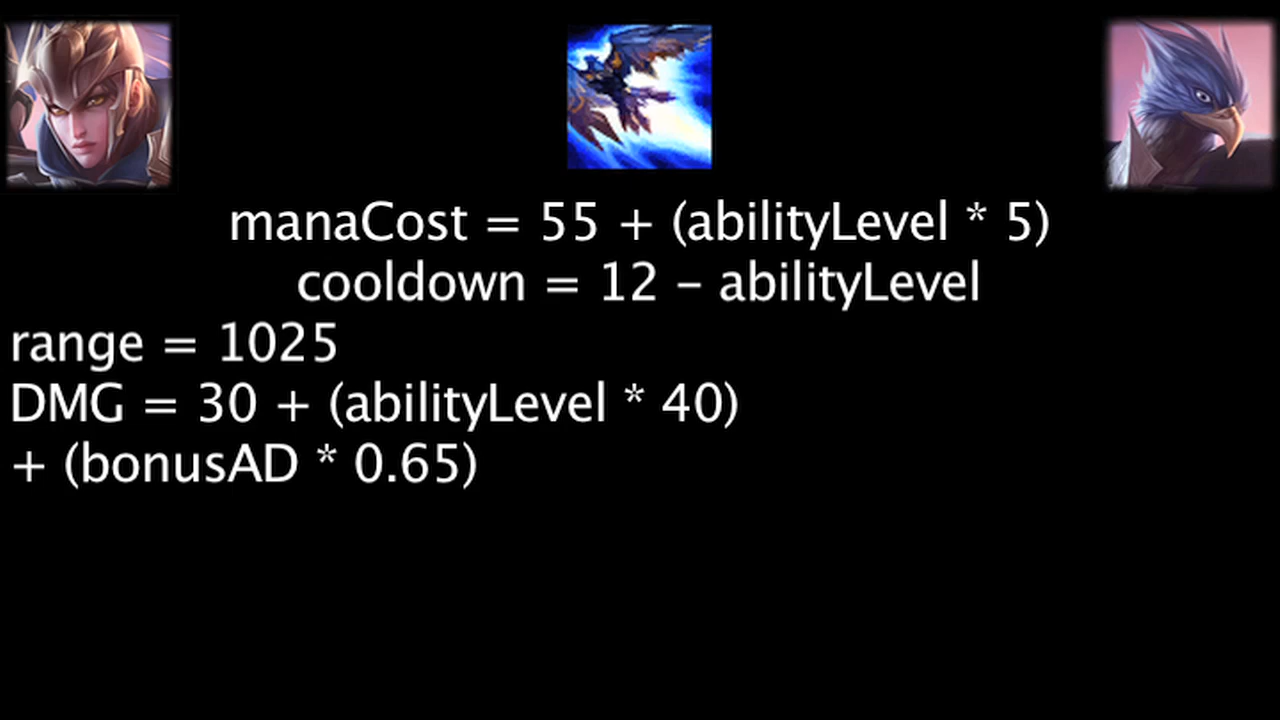 manaCost = 55 + (abilityLevel * 5)
cooldown = 12 – abilityLevel
range = 1025
DMG = 30 + (abilityLevel * 40)
+ (bonusAD * 0.65)